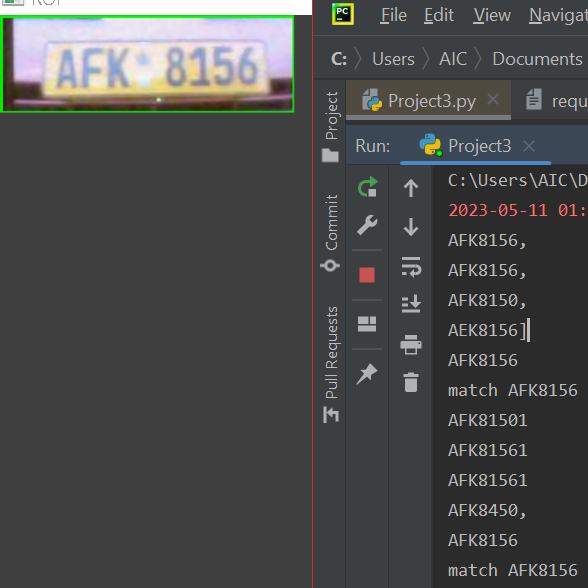 ROI
AFK 8156
PC
File Edit View Navigat
C: Users AIC Documents
Project3.py requ
Run: Project3
Project
Commit
Pull Requests
C:\Users\AIC\D
2023-05-11 01:
AFK8156,
AFK8156,
AFK8150,
AEK8156]
AFK8156
match AFK8156
AFK81501
AFK81561
AFK81561
AFK8450,
AFK8156
match AFK8156